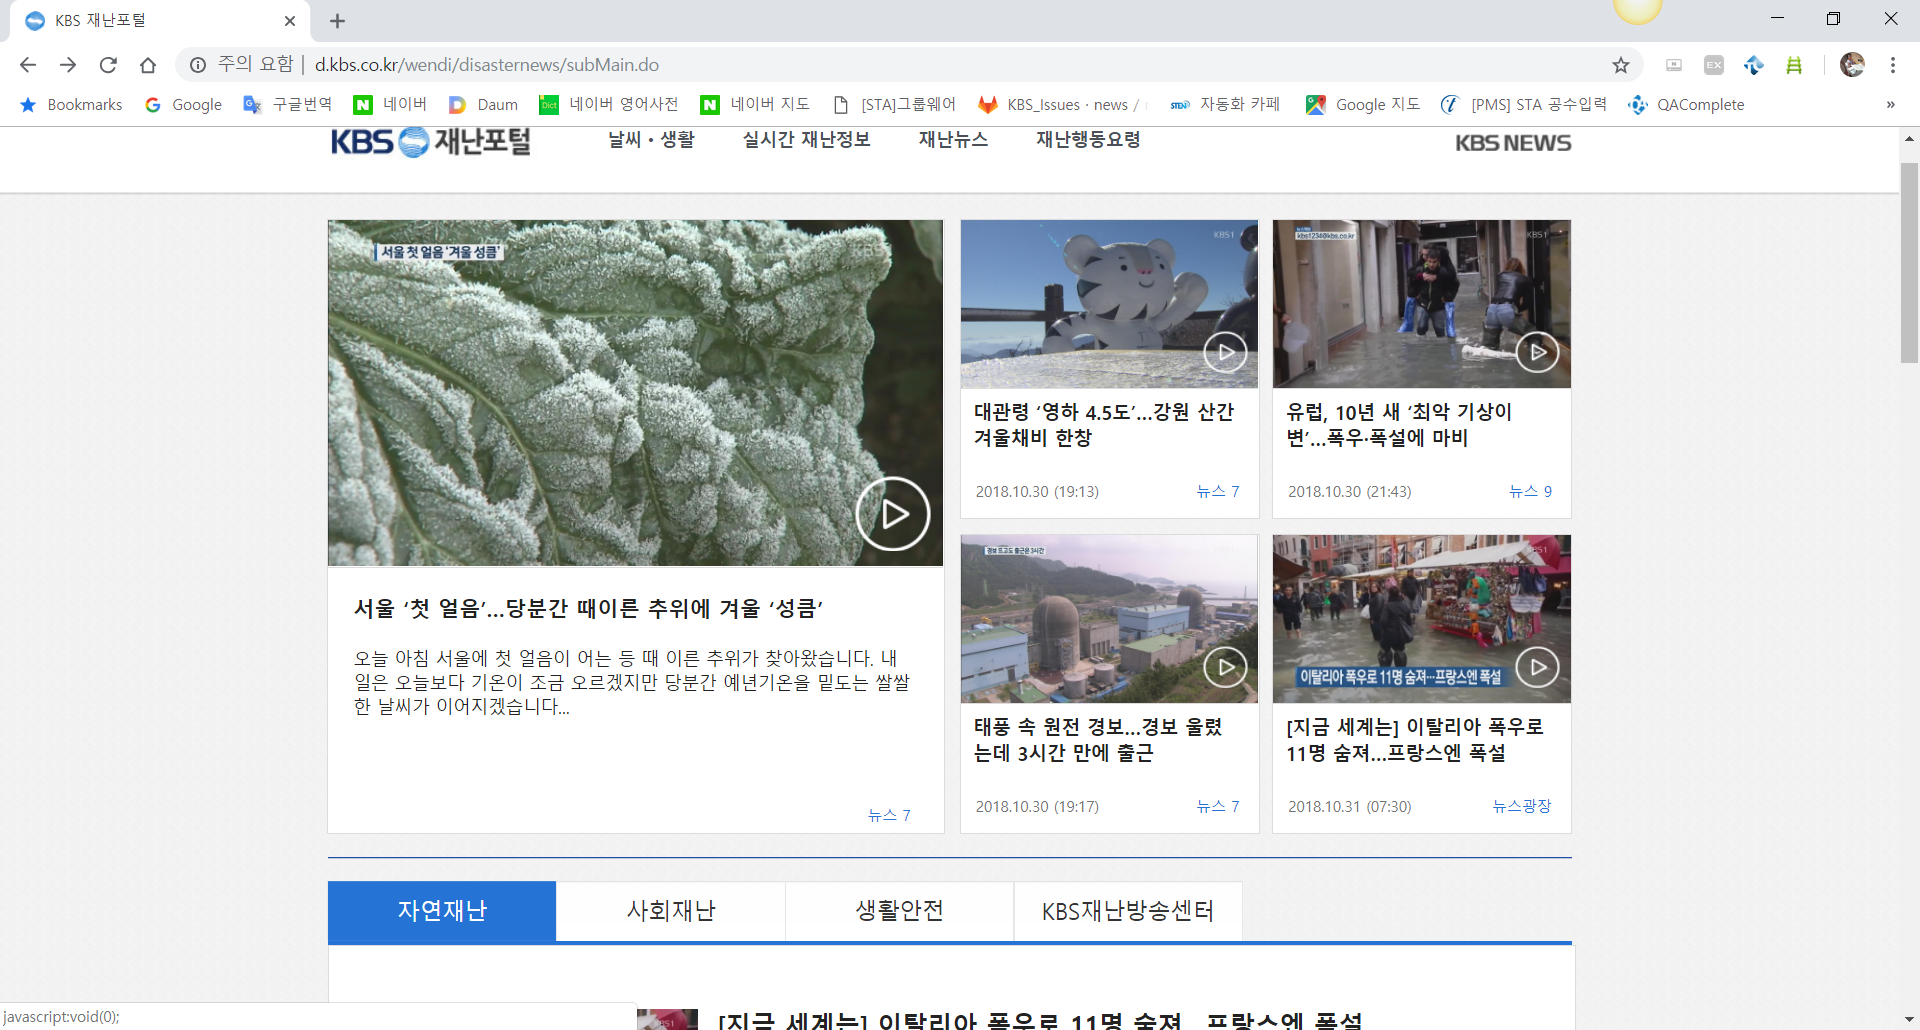 KBS 재난포털
주의 요함 | d.kbs.co.kr/wendi/disasternews/subMain.do
Bookmarks Google 구글번역 네이버 Daum 네이버 영어사전 네이버 지도 [STA]그룹웨어 KBS_Issues · news / 자동화 카페 Google 지도 [PMS] STA 공수입력 QAComplete »
KBS 재난포털 날씨 · 생활 실시간 재난정보 재난뉴스 재난행동요령 KBS NEWS
서울 첫 얼음 ‘겨울 성큼’
KBS1
kbs1234@kbs.co.kr
KBS1
대관령 ‘영하 4.5도’...강원 산간
겨울채비 한창
2018.10.30 (19:13) 뉴스 7
유럽, 10년 새 ‘최악 기상이
변’...폭우·폭설에 마비
2018.10.30 (21:43) 뉴스 9
서울 ‘첫 얼음’...당분간 때이른 추위에 겨울 ‘성큼’
오늘 아침 서울에 첫 얼음이 어는 등 때 이른 추위가 찾아왔습니다. 내
일은 오늘보다 기온이 조금 오르겠지만 당분간 예년기온을 밑도는 쌀쌀
한 날씨가 이어지겠습니다...
뉴스 7
경보 뜨고도 출근은 3시간
태풍 속 원전 경보...경보 울렸
는데 3시간 만에 출근
2018.10.30 (19:17) 뉴스 7
이탈리아 폭우로 11명 숨져…프랑스엔 폭설
[지금 세계는] 이탈리아 폭우로
11명 숨져...프랑스엔 폭설
2018.10.31 (07:30) 뉴스광장
자연재난 사회재난 생활안전 KBS재난방송센터
KBS1
[지금 세계는] 이탈리아 폭우로 11명 숨져...프랑스엔 폭설
javascript:void(0);